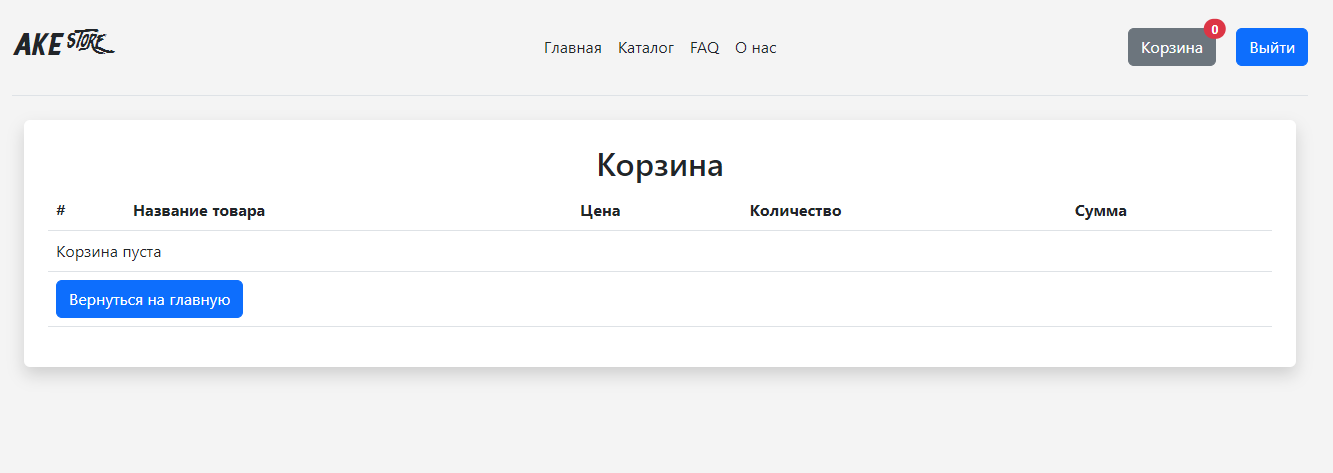 AKE STORE
Главная Каталог FAQ О нас
Корзина 0 Выйти
Корзина
# Название товара Цена Количество Сумма
Корзина пуста
Вернуться на главную